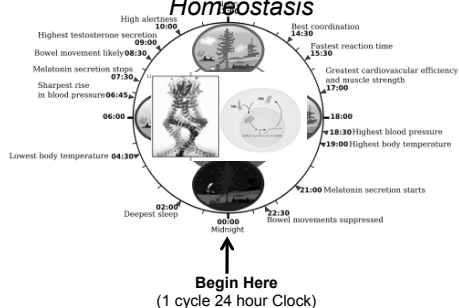 Homeostasis
High alertness
10:00
Highest testosterone secretion
09:00
Bowel movement likely 08:30
Melatonin secretion stops
07:30
Sharpest rise
in blood pressure 06:45
06:00
Lowest body temperature 04:30
02:00
Deepest sleep
00:00
Midnight
Best coordination
14:30
Fastest reaction time
15:30
Greatest cardiovascular efficiency
and muscle strength
17:00
18:00
18:30 Highest blood pressure
19:00 Highest body temperature
21:00 Melatonin secretion starts
22:30
Bowel movements suppressed
Begin Here
(1 cycle 24 hour Clock)